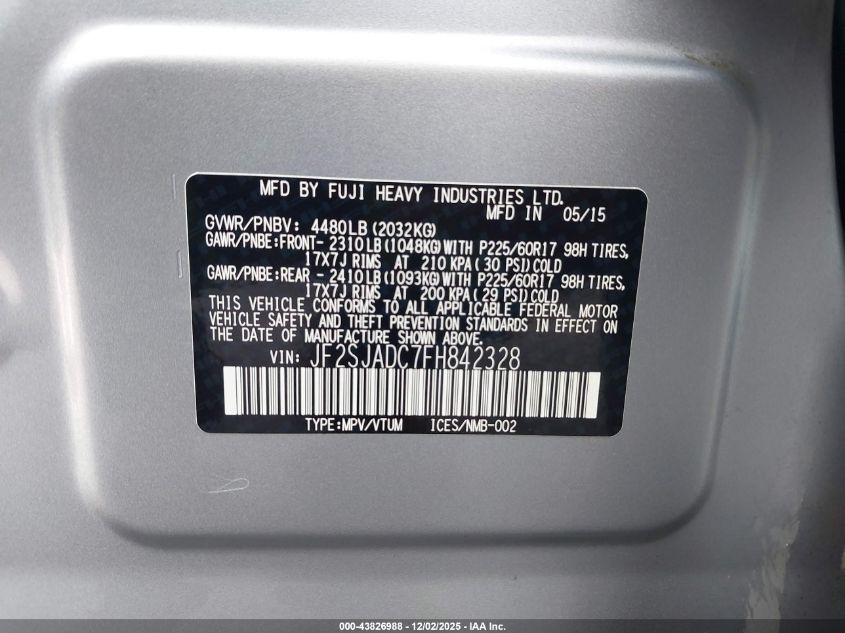 MFD BY FUJI HEAVY INDUSTRIES LTD.
MFD IN 05/15
GVWR/PNBV: 4480LB (2032KG)
GAWR/PNBE:FRONT- 2310LB (1048KG) WITH P225/60R17 98H TIRES,
17X7J RIMS AT 210 KPA (30 PSI) COLD
GAWR/PNBE:REAR - 2410LB (1093KG) WITH P225/60R17 98H TIRES,
17X7J RIMS AT 200 KPA (29 PSI) COLD
THIS VEHICLE CONFORMS TO ALL APPLICABLE FEDERAL MOTOR
VEHICLE SAFETY AND THEFT PREVENTION STANDARDS IN EFFECT ON
THE DATE OF MANUFACTURE SHOWN ABOVE.
VIN: JF2SJADC7FH842328
TYPE:MPV/VTUM ICES/NMB-002
000-43826988 - 12/02/2025 - IAA Inc.